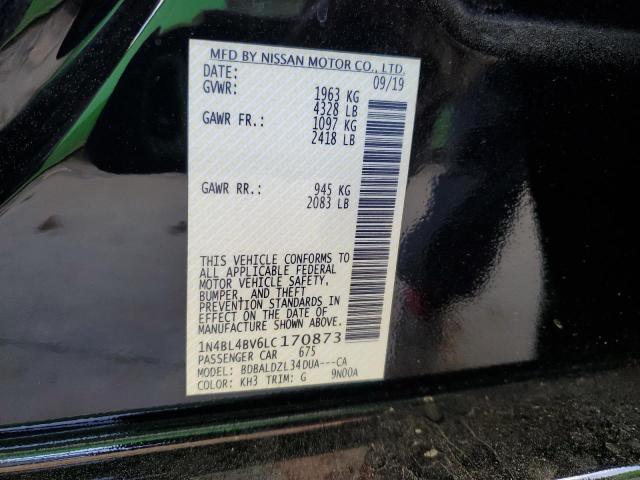 MFD BY NISSAN MOTOR CO., LTD.
DATE: 09/19
GVWR: 1963 KG
4328 LB
GAWR FR.: 1097 KG
2418 LB
GAWR RR.: 945 KG
2083 LB
THIS VEHICLE CONFORMS TO
ALL APPLICABLE FEDERAL
MOTOR VEHICLE SAFETY,
BUMPER, AND THEFT
PREVENTION STANDARDS IN
EFFECT ON THE DATE OF
MANUFACTURE SHOWN ABOVE.
1N4BL4BV6LC170873
PASSENGER CAR 675
MODEL: BDBALDZL34DUA---CA
COLOR: KH3 TRIM: G 9N00A